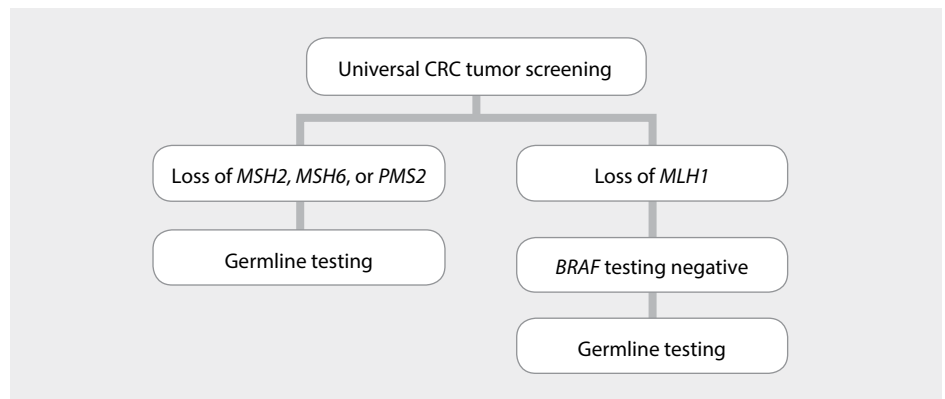 Universal CRC tumor screening
Loss of MSH2, MSH6, or PMS2
Loss of MLH1
Germline testing
BRAF testing negative
Germline testing